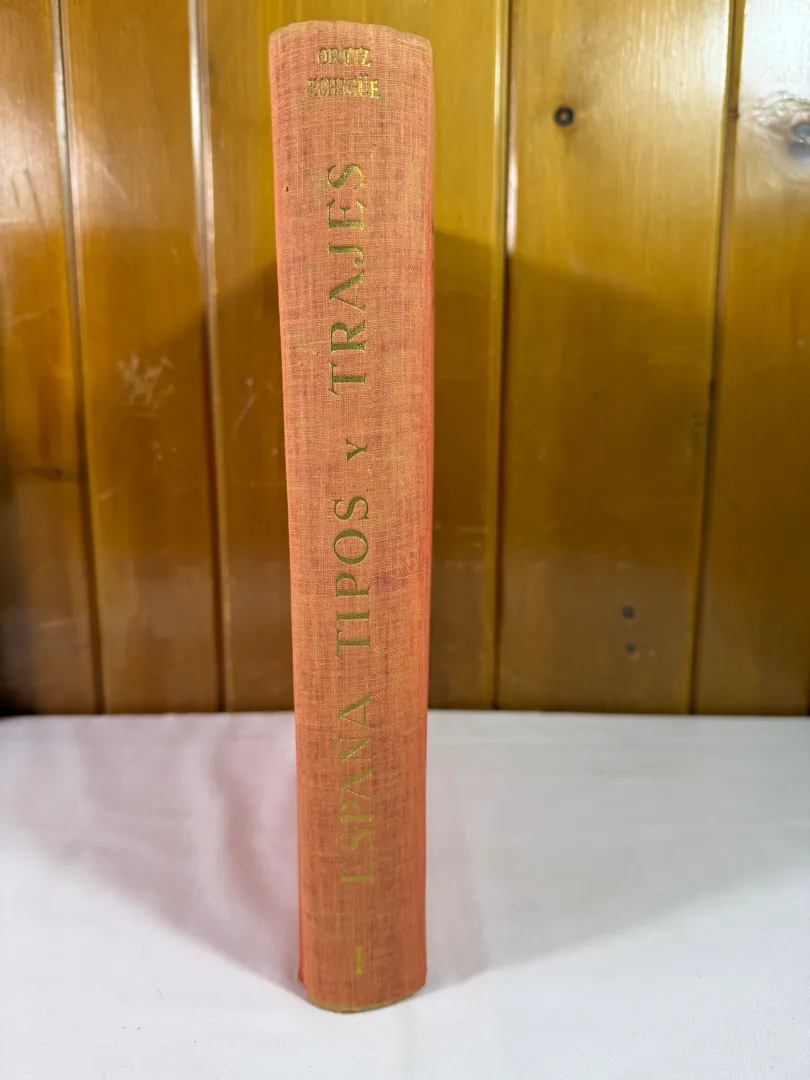 ORTIZ
ECHAGÜE
ESPAÑA TIPOS Y TRAJES
I